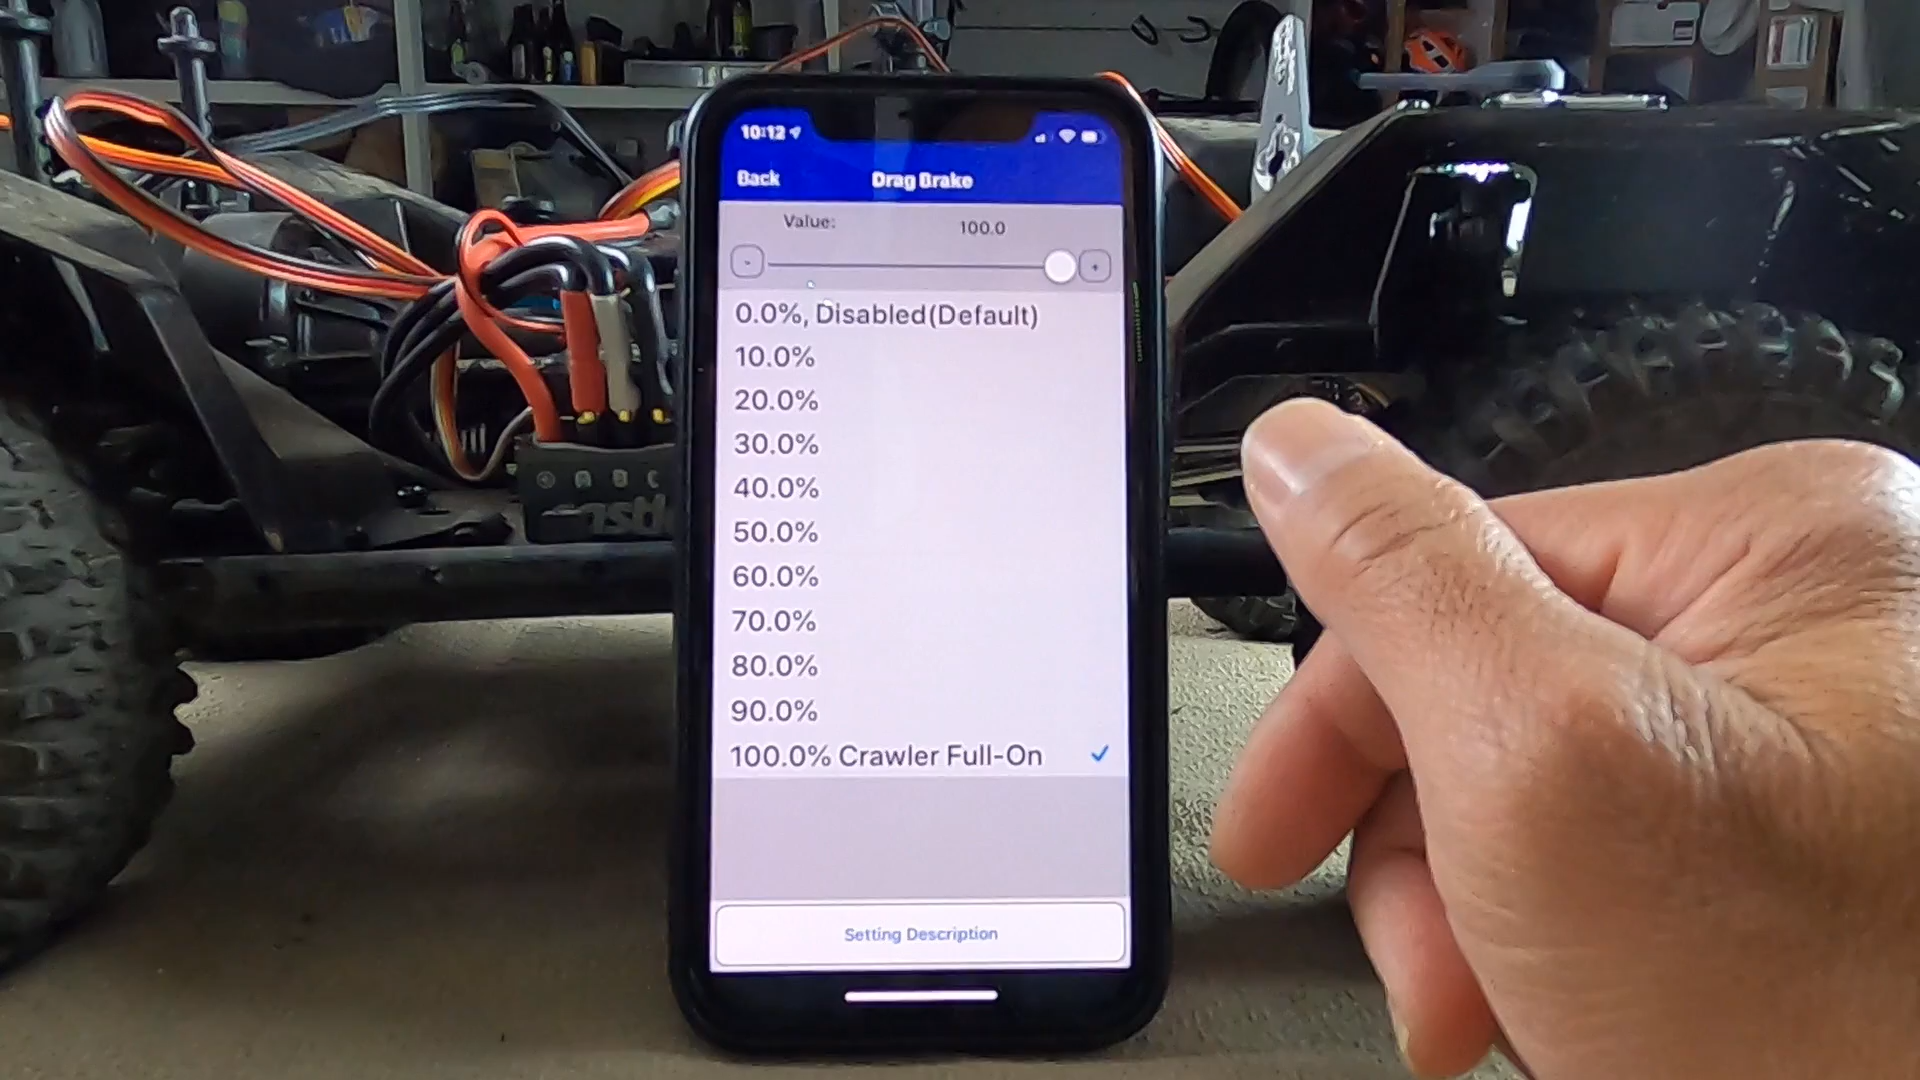 10:12
Back
Drag Brake
Value: 100.0
- +
0.0%, Disabled(Default)
10.0%
20.0%
30.0%
40.0%
50.0%
60.0%
70.0%
80.0%
90.0%
100.0% Crawler Full-On
Setting Description